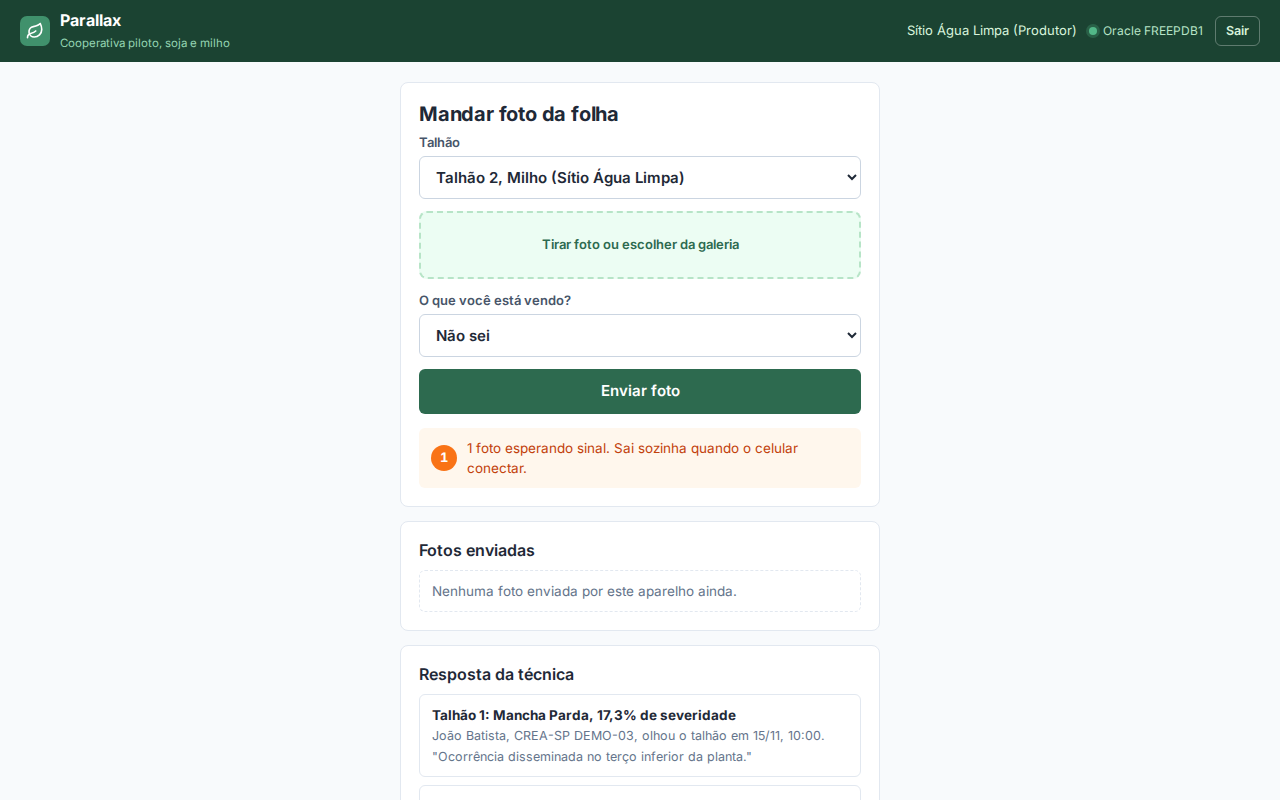 Parallax
Cooperativa piloto, soja e milho
Sítio Água Limpa (Produtor)
Oracle FREEPDB1
Sair
Mandar foto da folha
Talhão
Talhão 2, Milho (Sítio Água Limpa)
Tirar foto ou escolher da galeria
O que você está vendo?
Não sei
Enviar foto
1
1 foto esperando sinal. Sai sozinha quando o celular
conectar.
Fotos enviadas
Nenhuma foto enviada por este aparelho ainda.
Resposta da técnica
Talhão 1: Mancha Parda, 17,3% de severidade
João Batista, CREA-SP DEMO-03, olhou o talhão em 15/11, 10:00.
"Ocorrência disseminada no terço inferior da planta."